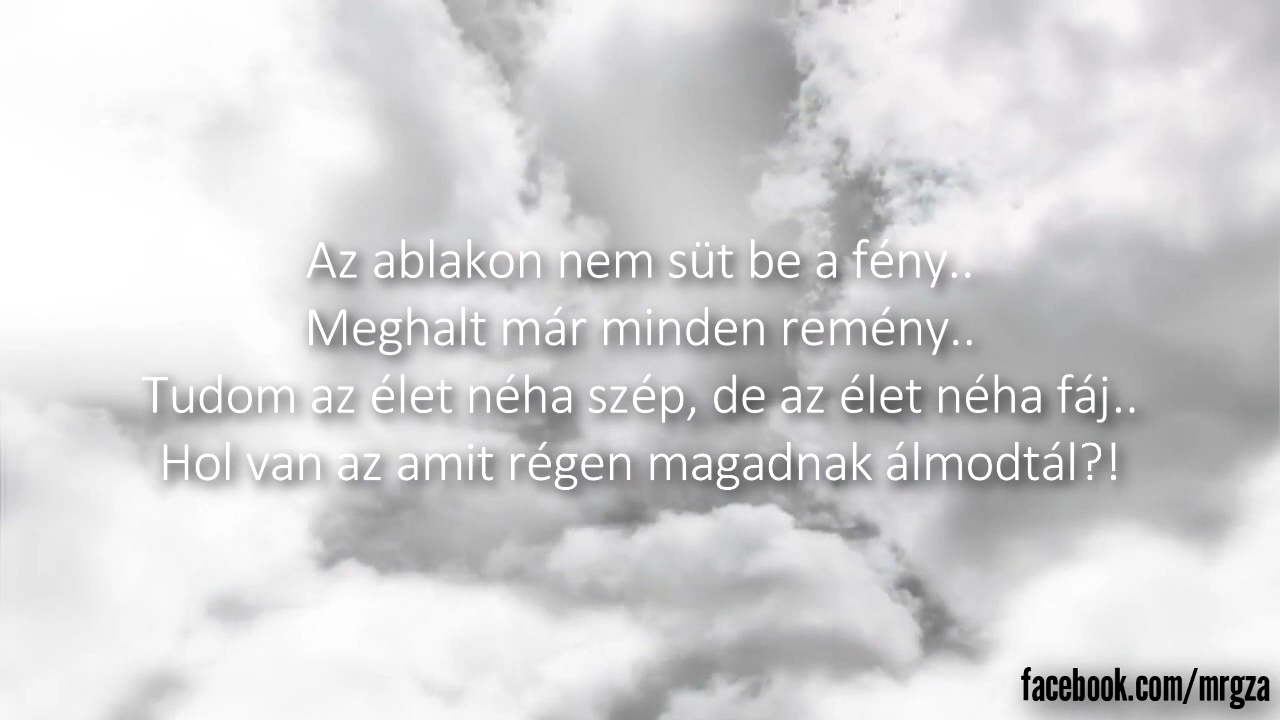 Az ablakon nem süt be a fény..
Meghalt már minden remény..
Tudom az élet néha szép, de az élet néha fáj..
Hol van az amit régen magadnak álmodtál?!
facebook.com/mrgza